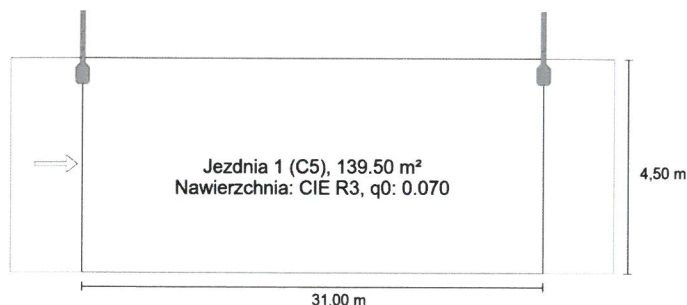 Jezdnia 1 (C5), 139.50 m²
Nawierzchnia: CIE R3, q0: 0.070
4,50 m
31.00 m